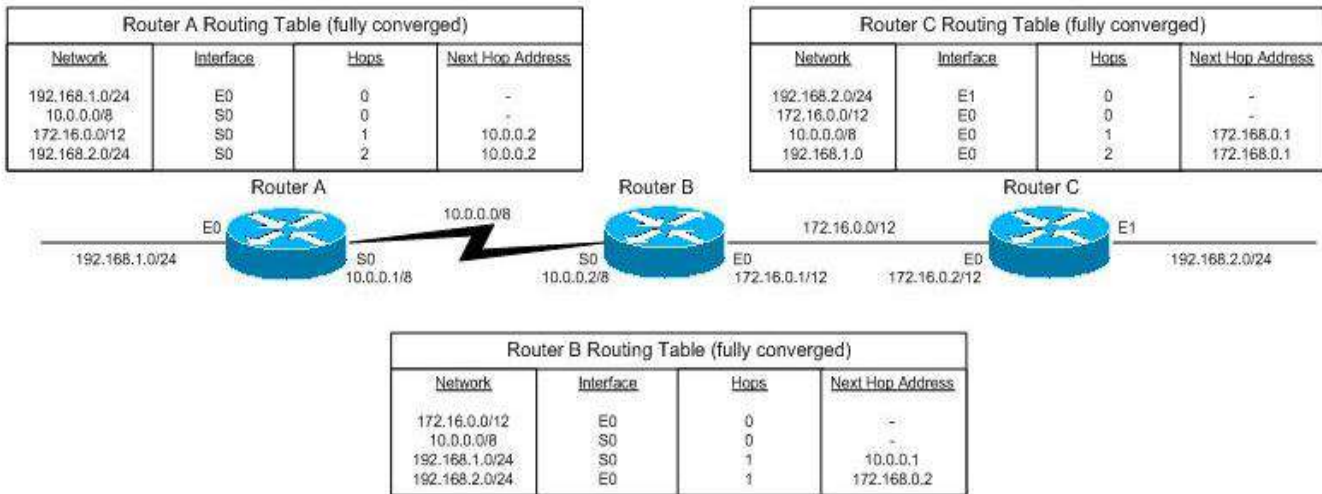 Router A Routing Table (fully converged)
Network Interface Hops Next Hop Address
192.168.1.0/24 E0 0 -
10.0.0.0/8 S0 0 -
172.16.0.0/12 S0 1 10.0.0.2
192.168.2.0/24 S0 2 10.0.0.2
Router C Routing Table (fully converged)
Network Interface Hops Next Hop Address
192.168.2.0/24 E1 0 -
172.16.0.0/12 E0 0 -
10.0.0.0/8 E0 1 172.168.0.1
192.168.1.0 E0 2 172.168.0.1
Router A
Router B
Router C
E0
192.168.1.0/24
10.0.0.0/8
S0
10.0.0.1/8
S0
10.0.0.2/8
E0
172.16.0.1/12
172.16.0.0/12
E0
172.16.0.2/12
E1
192.168.2.0/24
Router B Routing Table (fully converged)
Network Interface Hops Next Hop Address
172.16.0.0/12 E0 0 -
10.0.0.0/8 S0 0 -
192.168.1.0/24 S0 1 10.0.0.1
192.168.2.0/24 E0 1 172.168.0.2